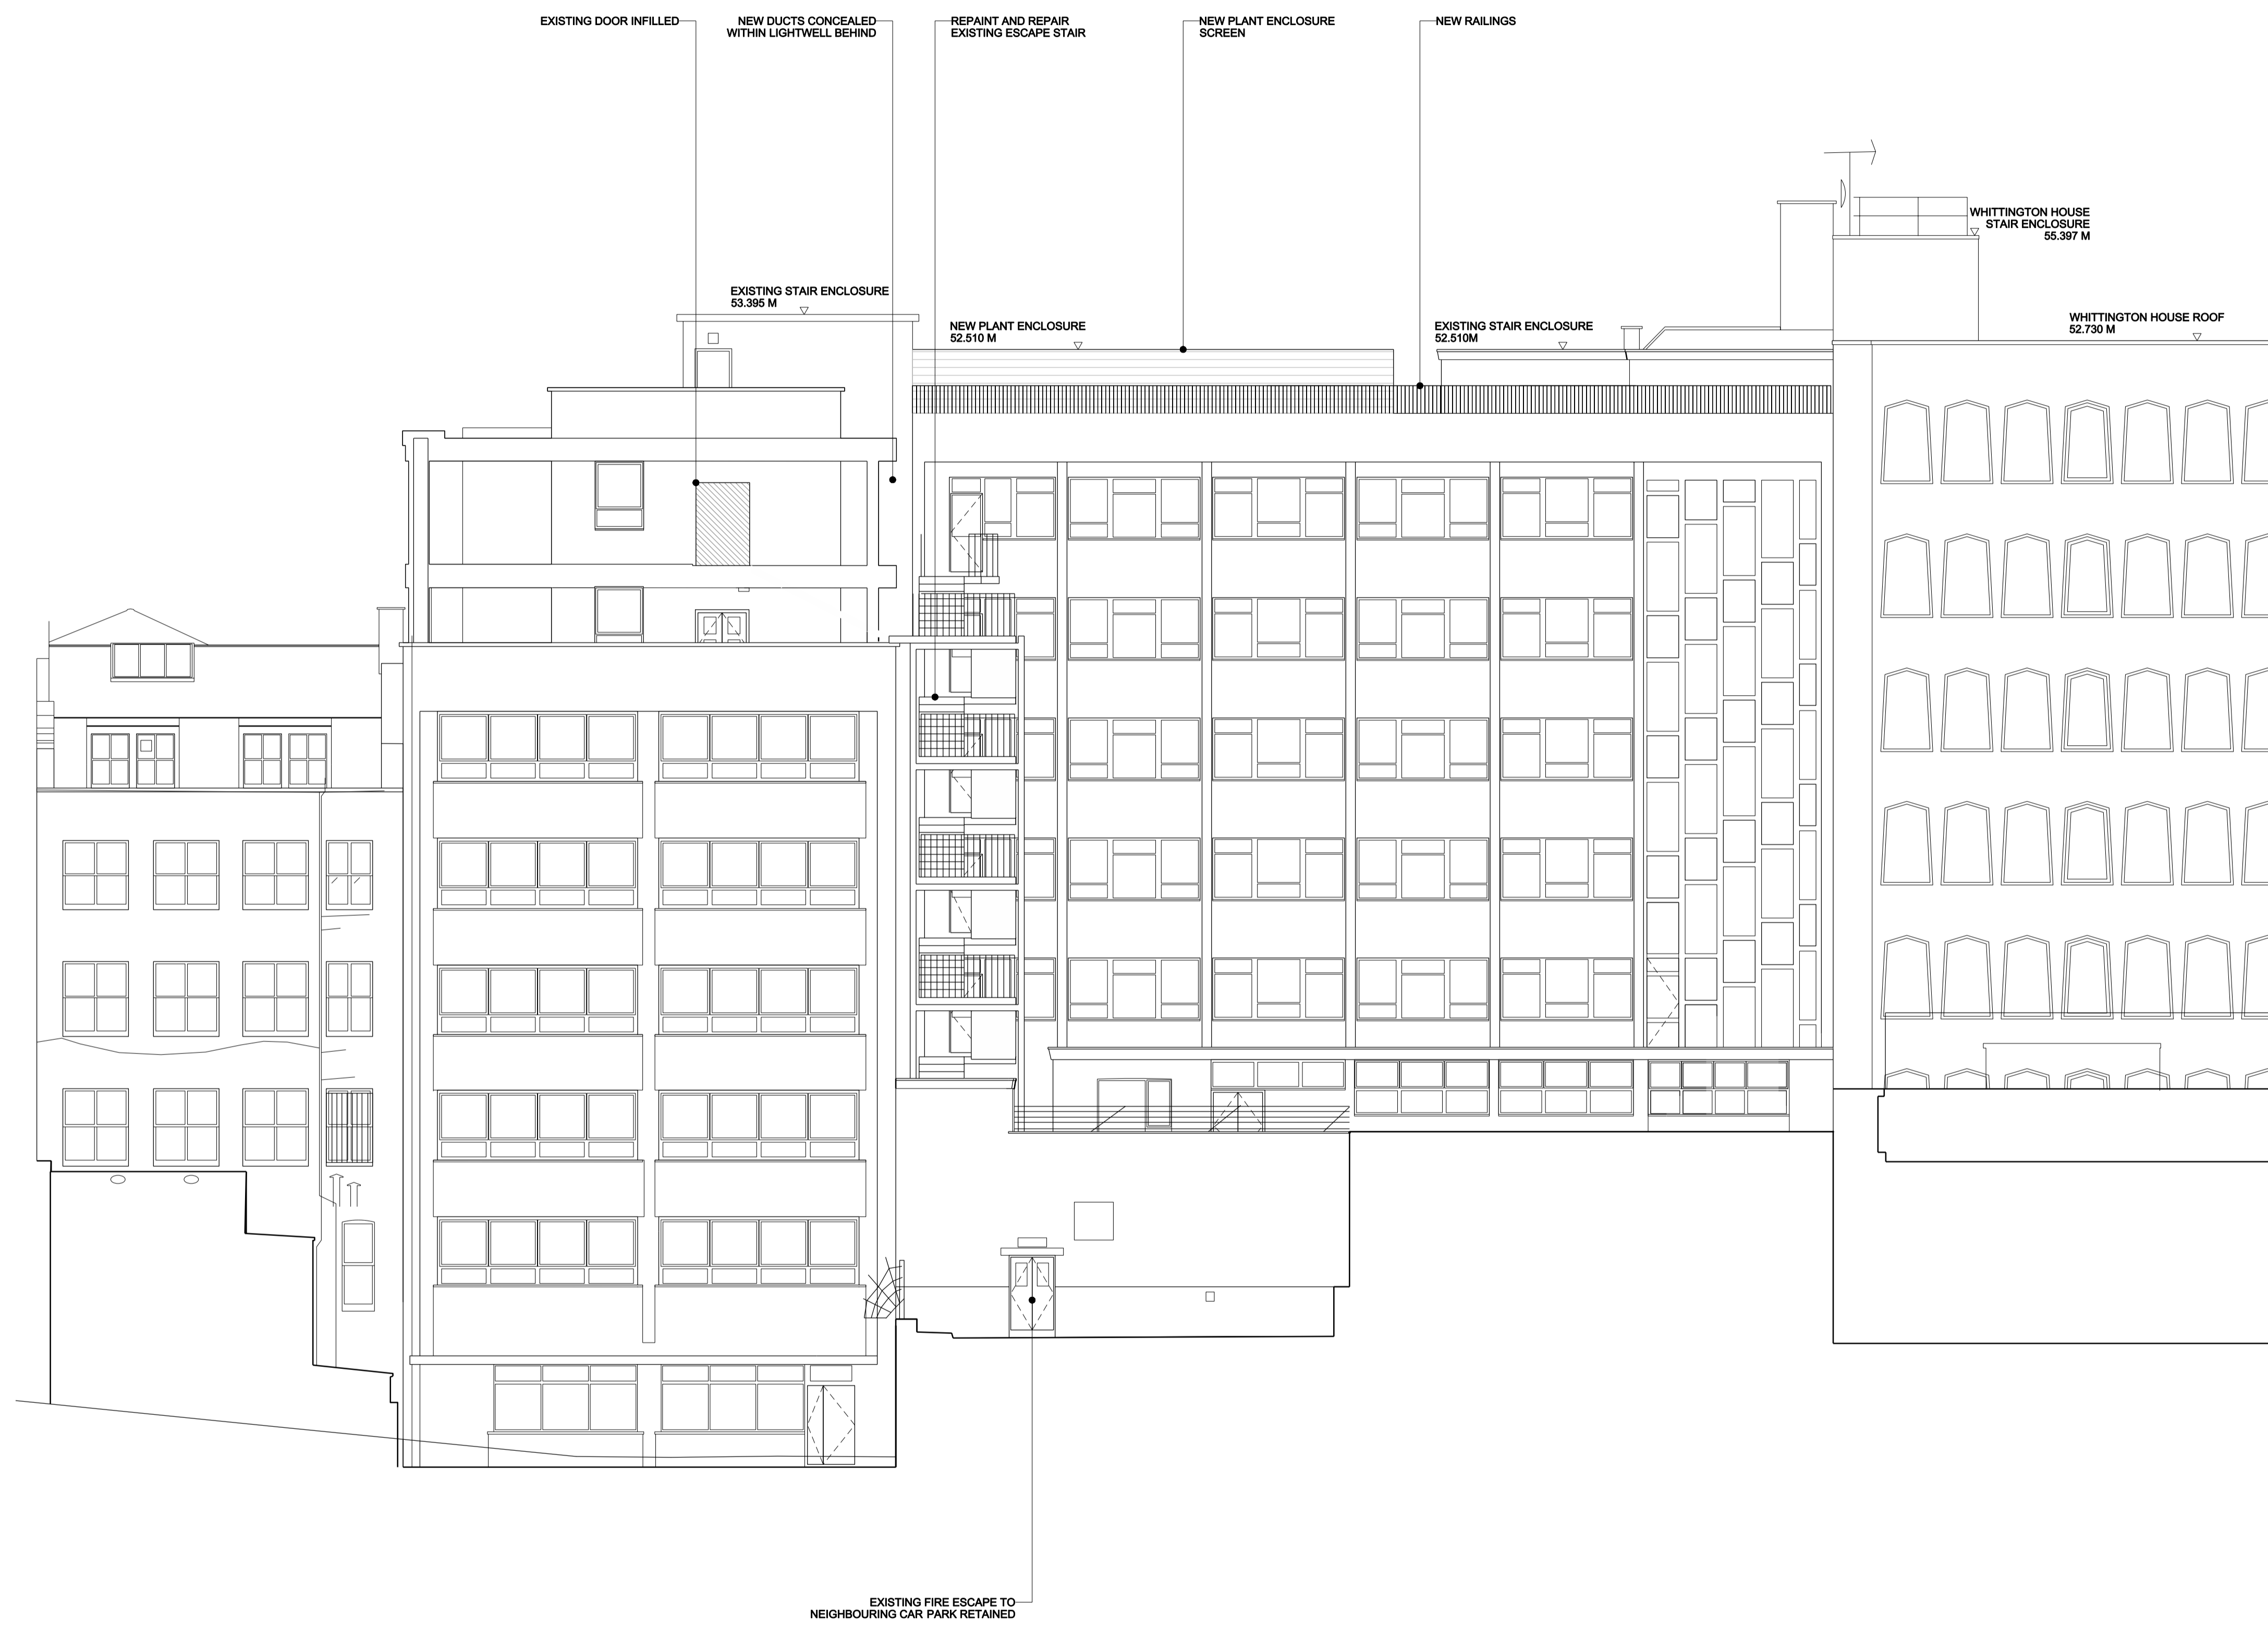 EXISTING DOOR INFILLED
NEW DUCTS CONCEALED
WITHIN LIGHTWELL BEHIND
REPAINT AND REPAIR
EXISTING ESCAPE STAIR
NEW PLANT ENCLOSURE
SCREEN
NEW RAILINGS
WHITTINGTON HOUSE
STAIR ENCLOSURE
55.397 M
EXISTING STAIR ENCLOSURE
53.395 M
NEW PLANT ENCLOSURE
52.510 M
EXISTING STAIR ENCLOSURE
52.510M
WHITTINGTON HOUSE ROOF
52.730 M
EXISTING FIRE ESCAPE TO
NEIGHBOURING CAR PARK RETAINED